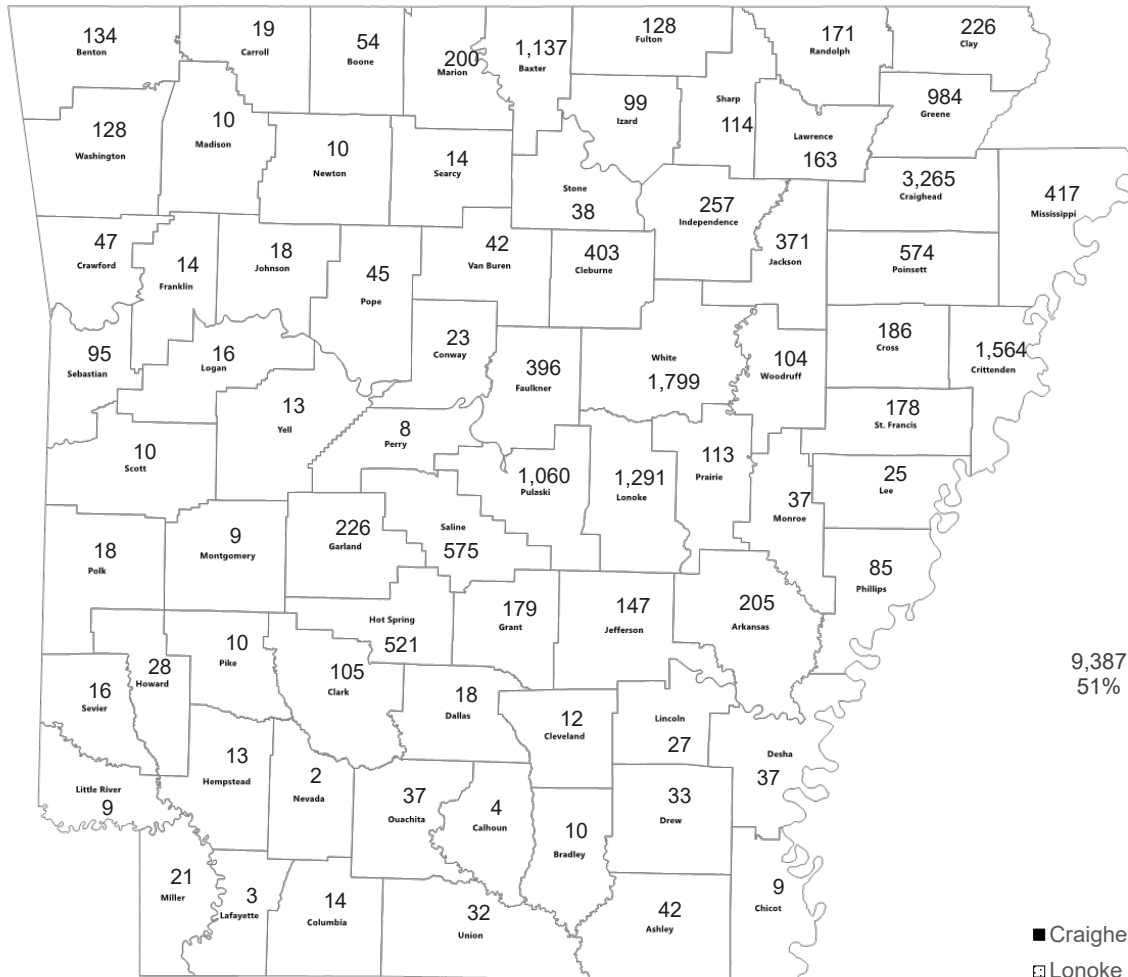 134
Benton
19
Carroll
54
Boone
200
Marion
1,137
Baxter
128
Fulton
171
Randolph
226
Clay
128
Washington
10
Madison
10
Newton
14
Searcy
Stone
38
99
Izard
Sharp
114
Lawrence
163
984
Greene
3,265
Craighead
417
Mississippi
47
Crawford
14
Franklin
18
Johnson
45
Pope
42
Van Buren
403
Cleburne
257
Independence
371
Jackson
574
Poinsett
95
Sebastian
16
Logan
23
Conway
396
Faulkner
White
1,799
104
Woodruff
186
Cross
1,564
Crittenden
10
Scott
13
Yell
8
Perry
1,060
Pulaski
1,291
Lonoke
113
Prairie
178
St. Francis
25
Lee
37
Monroe
85
Phillips
18
Polk
9
Montgomery
226
Garland
Saline
575
Hot Spring
521
179
Grant
147
Jefferson
205
Arkansas
16
Sevier
28
Howard
10
Pike
105
Clark
18
Dallas
12
Cleveland
Lincoln
27
Desha
37
9,387
51%
Little River
9
13
Hempstead
2
Nevada
37
Ouachita
4
Calhoun
10
Bradley
33
Drew
21
Miller
3
Lafayette
14
Columbia
32
Union
42
Ashley
9
Chicot
Craighe
Lonoke